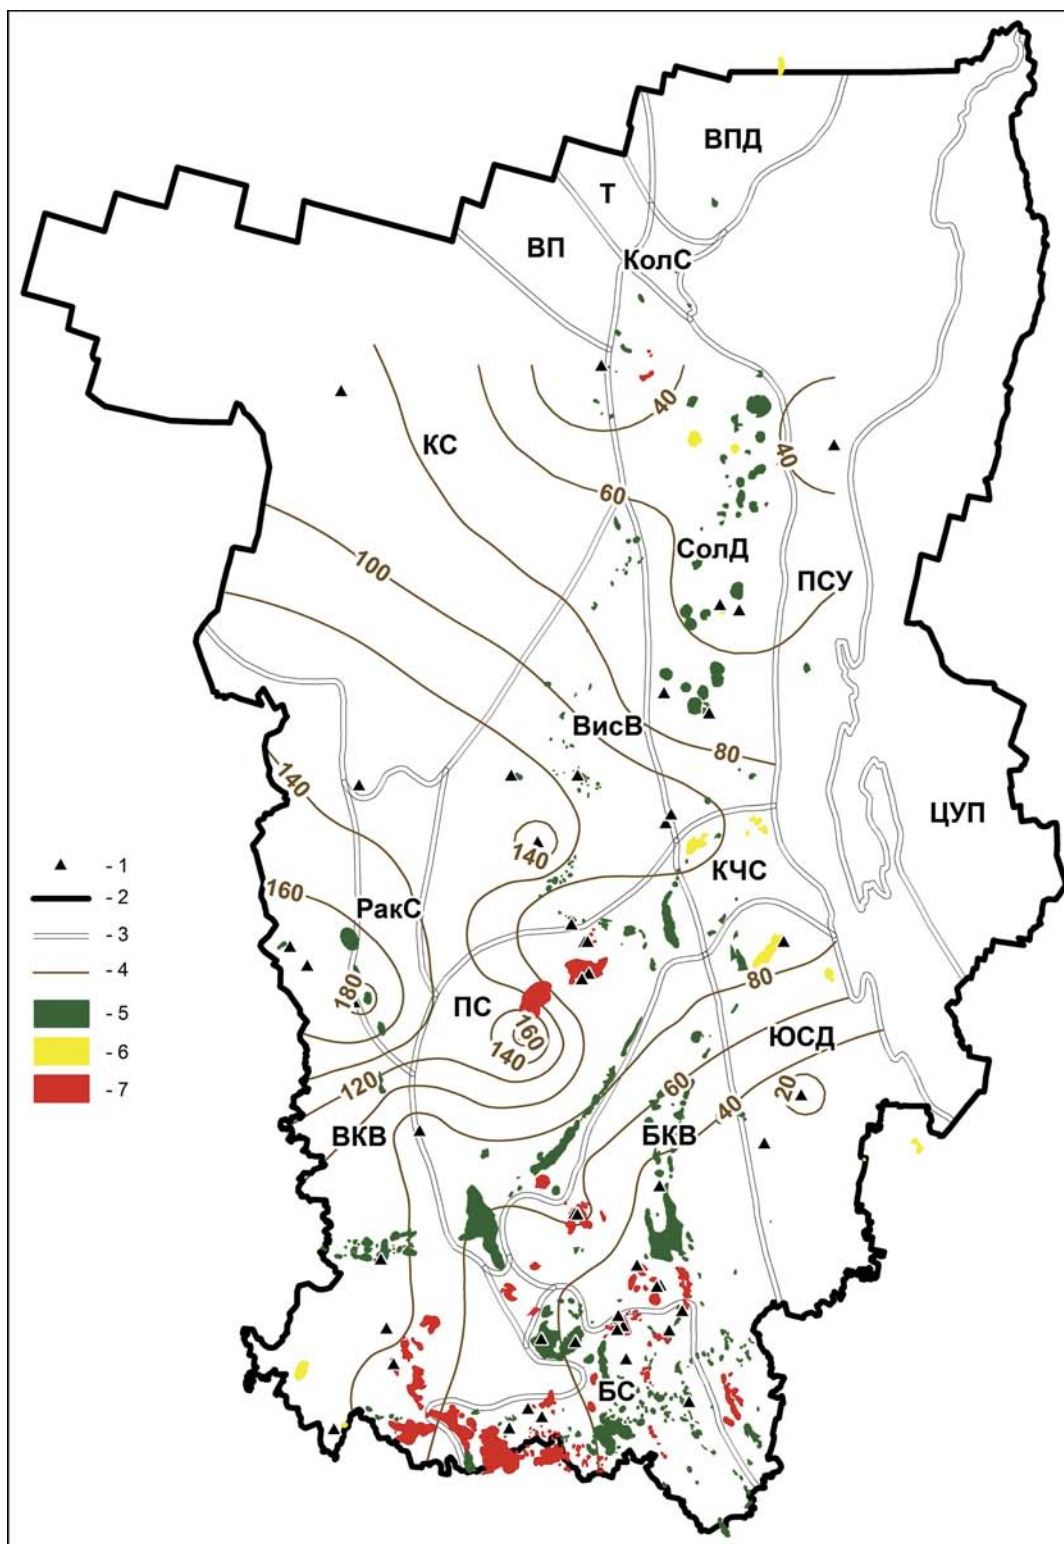 ВПД
Т
ВП
КолС
40
КС
40
60
СолД
100
ПСУ
ВисВ
80
140
ЦУП
140
- 1
КЧС
160
- 2
РакС
- 3
- 4
80
180
ПС
- 5
160
ЮСД
140
- 6
120
60
20
- 7
40
ВКВ
БКВ
БС